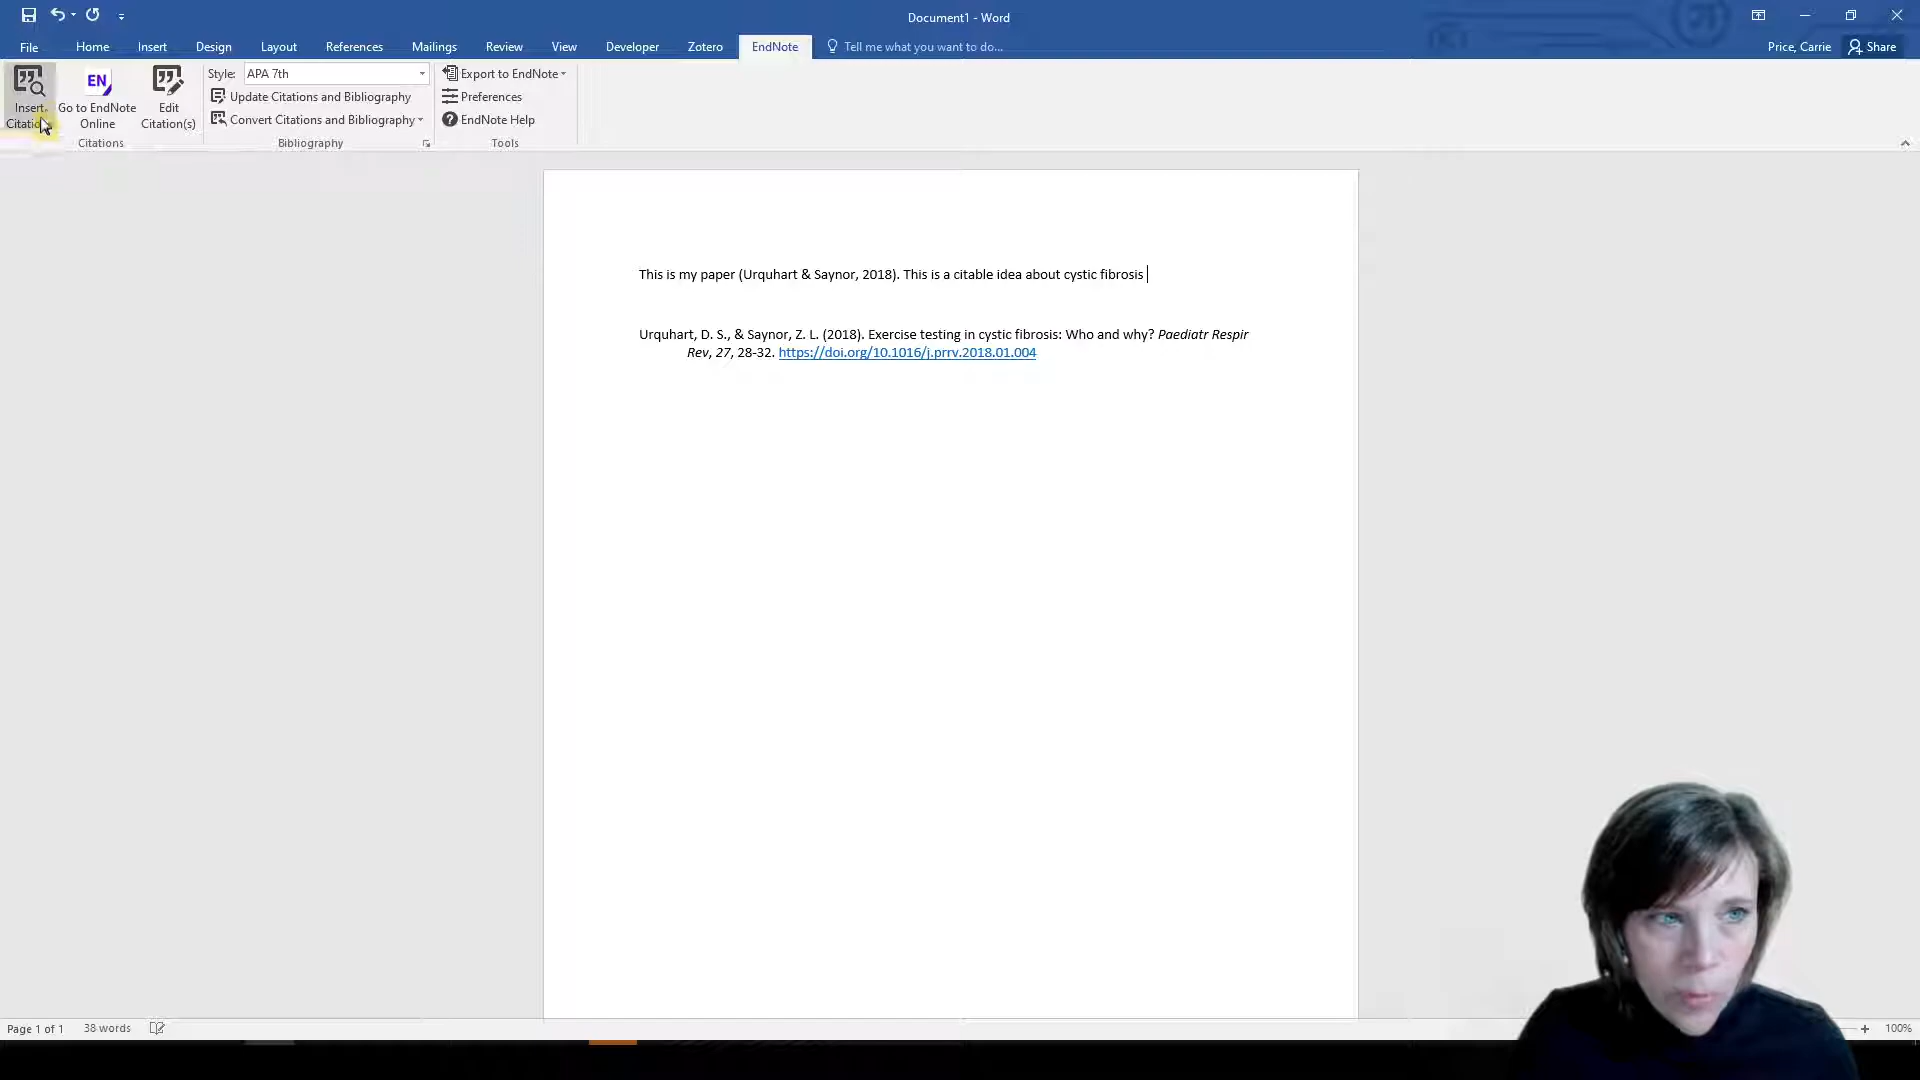 Document1 - Word
File Home Insert Design Layout References Mailings Review View Developer Zotero EndNote Tell me what you want to do... Price, Carrie Share
Insert Citation
Go to EndNote Online
Edit Citation(s)
Citations
Style: APA 7th
Update Citations and Bibliography
Convert Citations and Bibliography
Bibliography
Export to EndNote
Preferences
EndNote Help
Tools
This is my paper (Urquhart & Saynor, 2018). This is a citable idea about cystic fibrosis
Urquhart, D. S., & Saynor, Z. L. (2018). Exercise testing in cystic fibrosis: Who and why? Paediatr Respir
Rev, 27, 28-32. https://doi.org/10.1016/j.prrv.2018.01.004
Page 1 of 1 38 words 100%